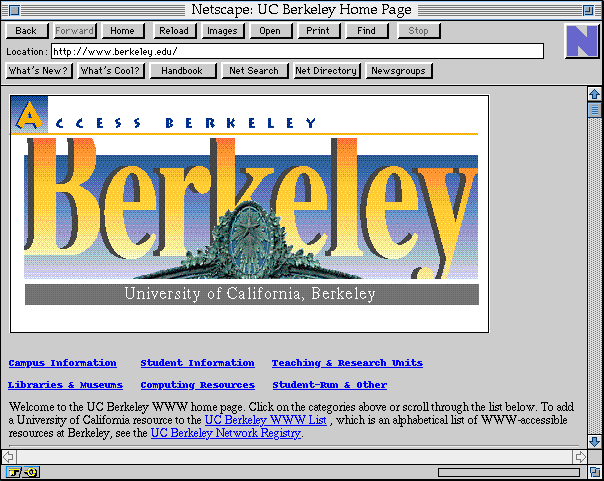 Netscape: UC Berkeley Home Page
Back Forward Home Reload Images Open Print Find Stop
Location: http://www.berkeley.edu/
N
What's New? What's Cool? Handbook Net Search Net Directory Newsgroups
ACCESS BERKELEY
Berkeley
University of California, Berkeley
Campus Information Student Information Teaching & Research Units
Libraries & Museums Computing Resources Student-Run & Other
Welcome to the UC Berkeley WWW home page. Click on the categories above or scroll through the list below. To add
a University of California resource to the UC Berkeley WWW List , which is an alphabetical list of WWW-accessible
resources at Berkeley, see the UC Berkeley Network Registry.